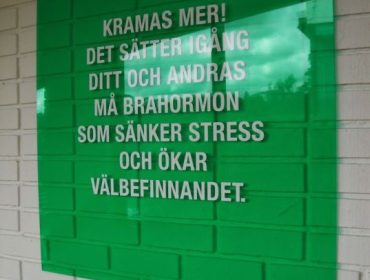 KRAMAS MER!
DET SÄTTER IGÅNG
DITT OCH ANDRAS
MÅ BRAHORMON
SOM SÄNKER STRESS
OCH ÖKAR
VÄLBEFINNANDET.